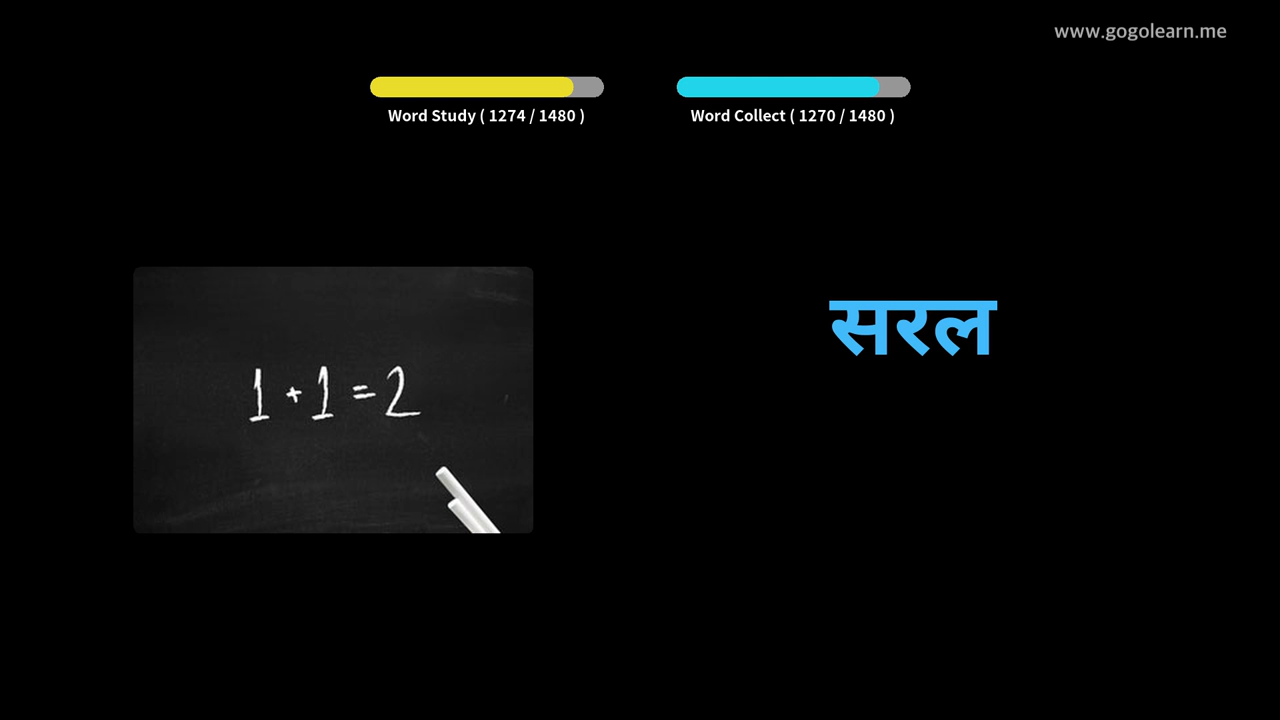 www.gogolearn.me
Word Study ( 1274 / 1480 )
Word Collect ( 1270 / 1480 )
सरल
1 + 1 = 2